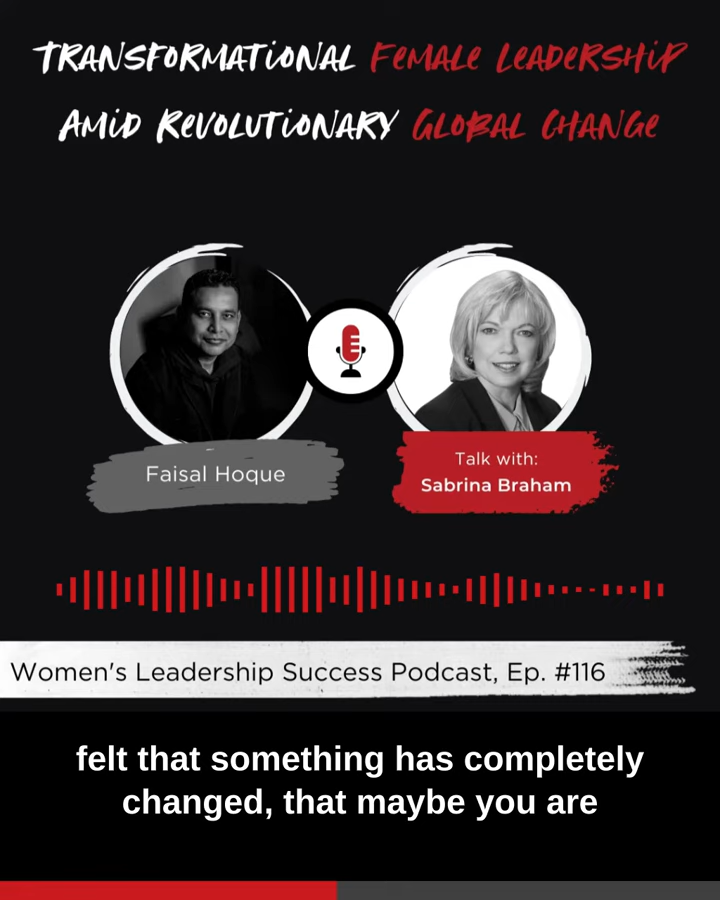 TRANSFORMATIONAL FEMALE LEADERSHIP
AMID REVOLUTIONARY GLOBAL CHANGE
Faisal Hoque
Talk with:
Sabrina Braham
Women's Leadership Success Podcast, Ep. #116
felt that something has completely
changed, that maybe you are